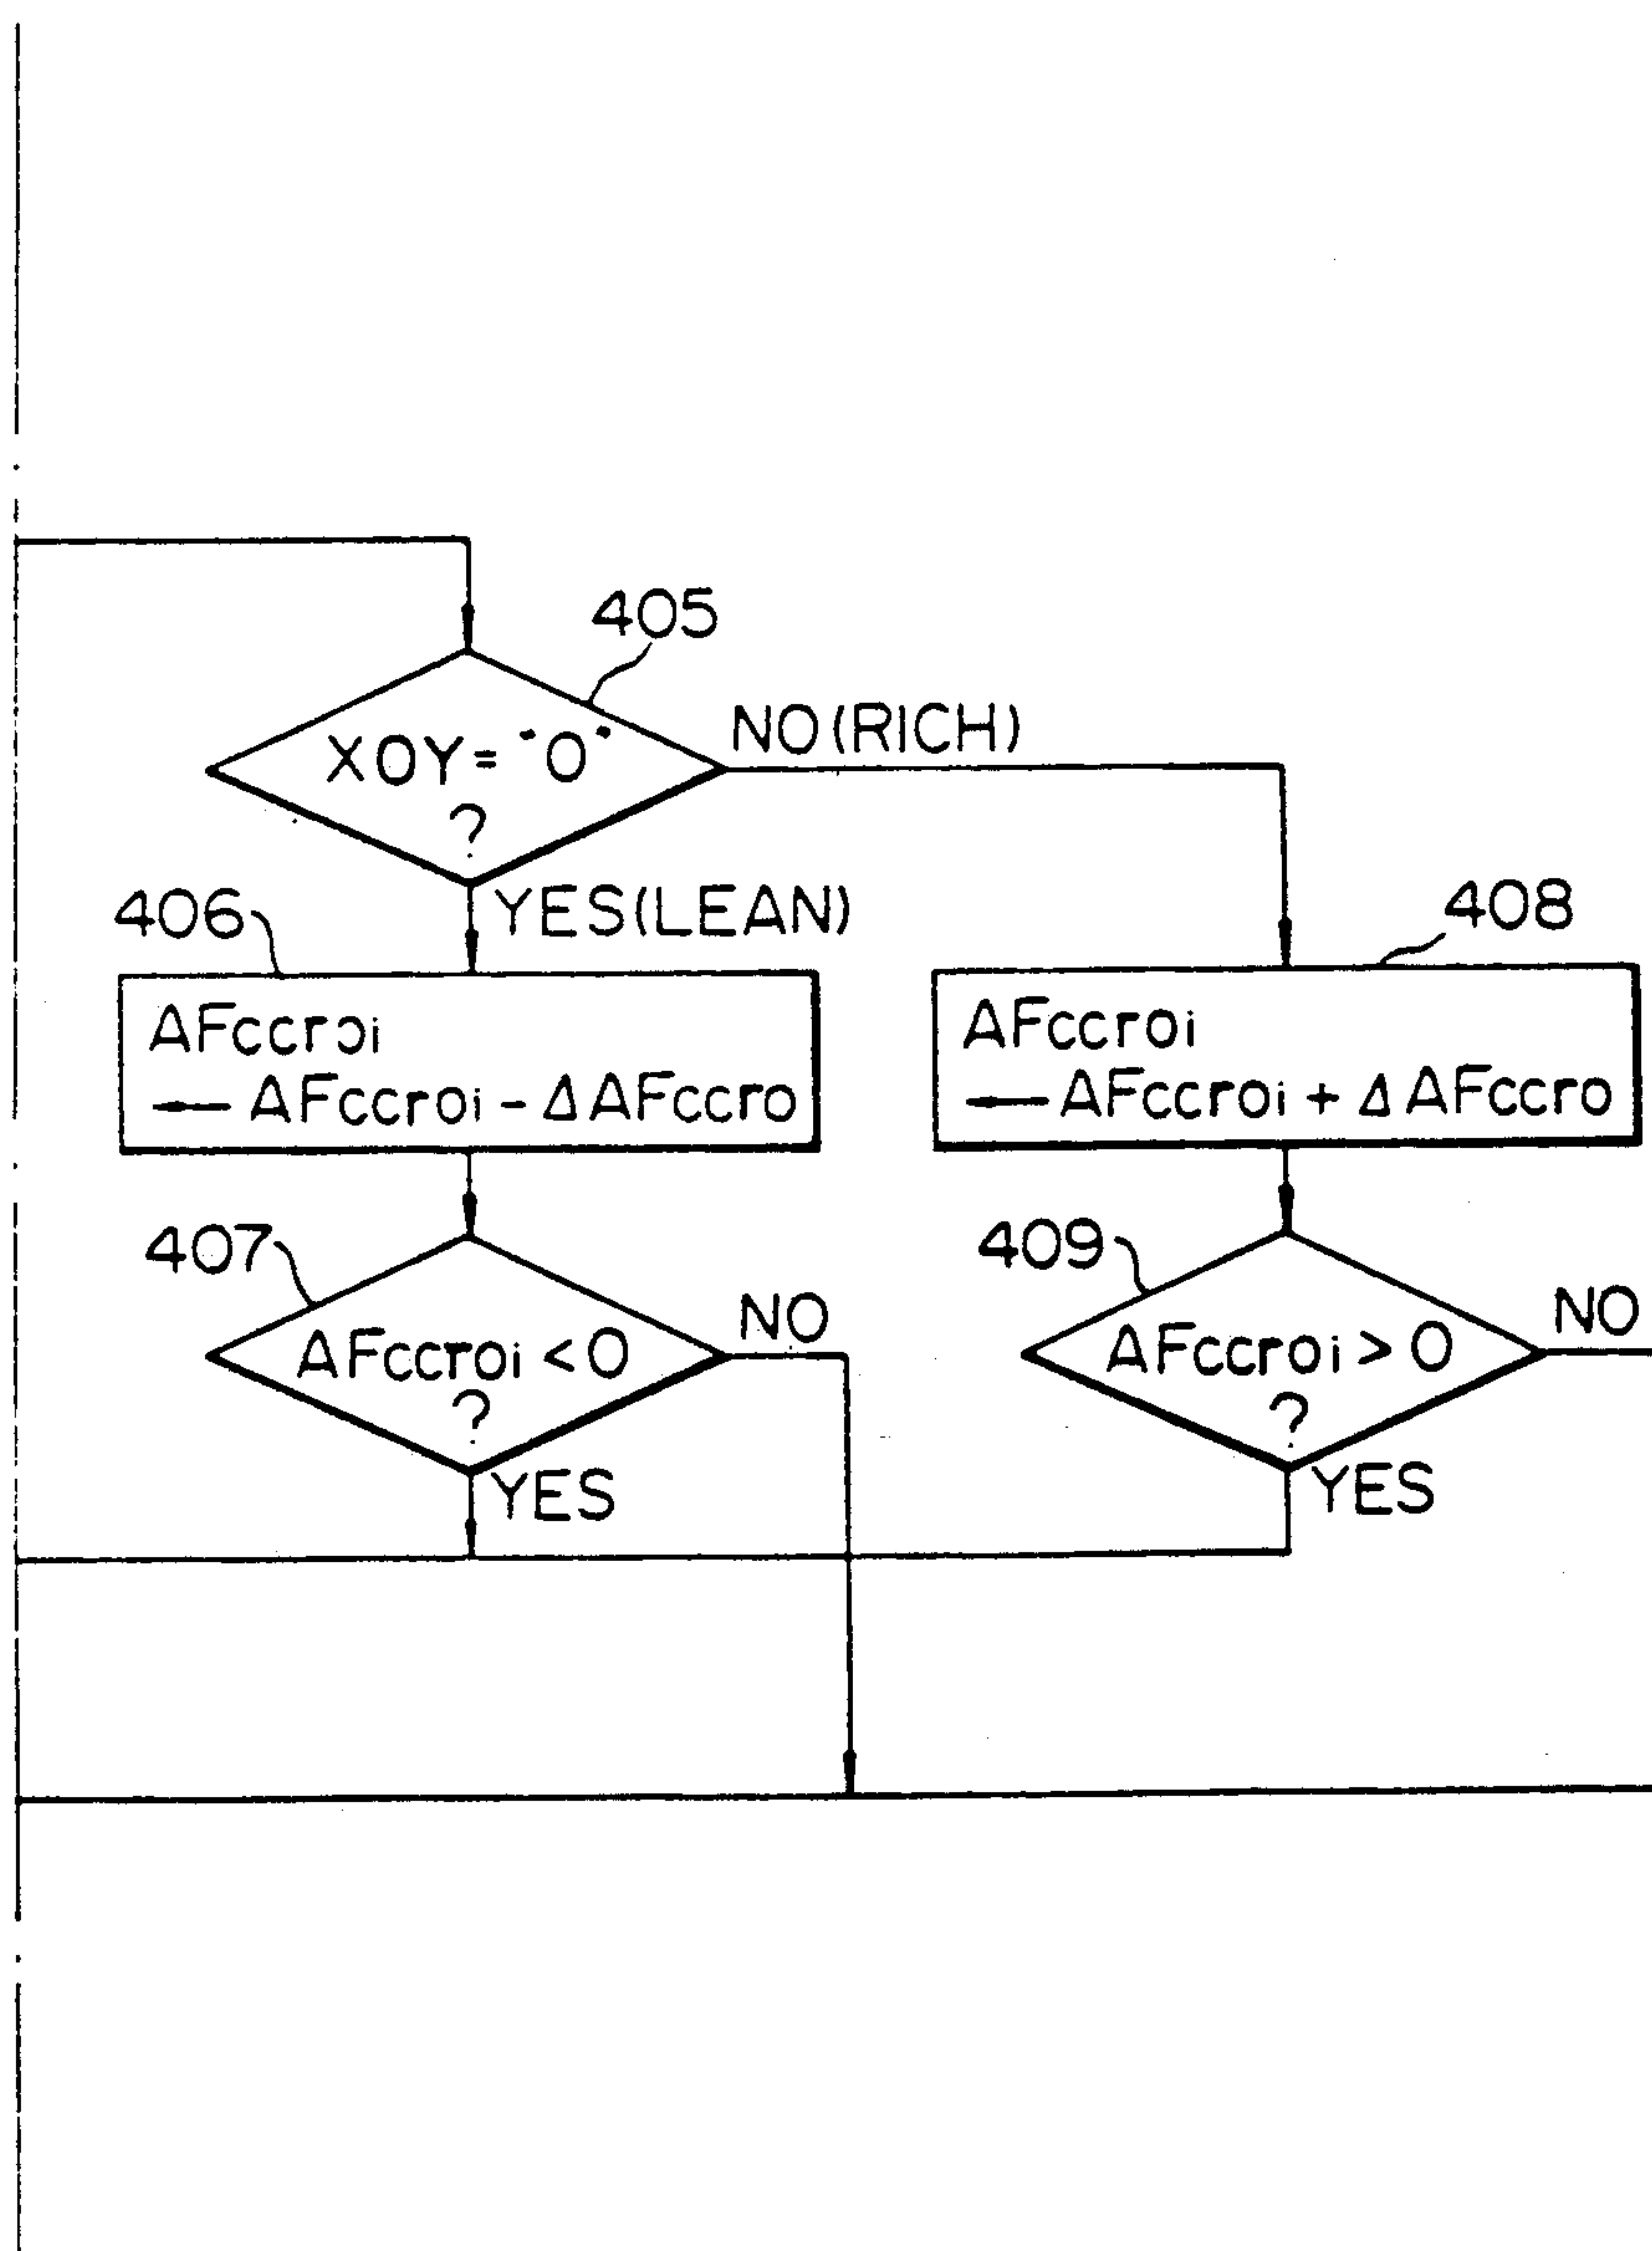 405
XOY="0"
?
NO(RICH)
YES(LEAN)
406
AFccroi
← AFccroi - ΔAFccro
408
AFccroi
← AFccroi + ΔAFccro
407
AFccroi < 0
?
NO
YES
409
AFccroi > 0
?
NO
YES